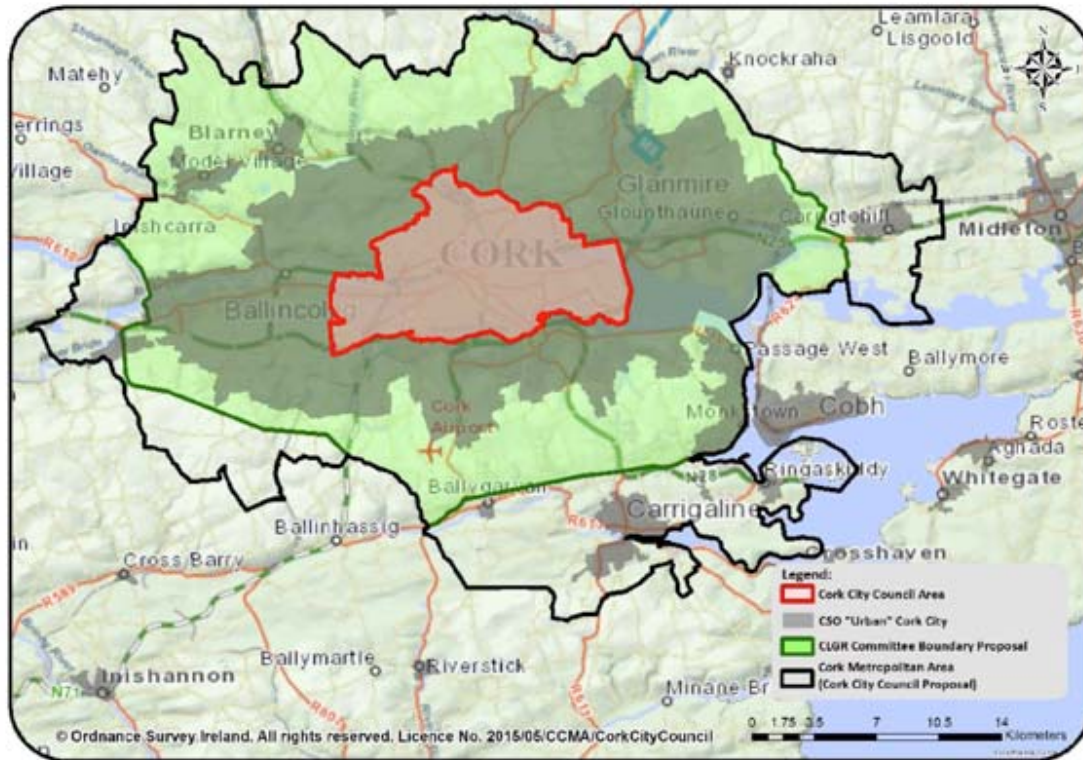 Leamlara
Lisgoold
Knockraha
Matehy
Blarney
errings
Village
Model Village
Glanmire
Glounthaune
Carrigtohill
Midleton
Inishcarra
R618
CORK
N25
Ballincollig
R624
River Bride
Passage West
Ballymore
Monkstown
Cobh
Cork
Airport
Roste
Aghada
Ringaskiddy
N28
Whitegate
Ballygarvan
Carrigaline
R613
Ballinhassig
Crosshaven
Cross Barry
R589
Legend:
Cork City Council Area
CSO "Urban" Cork City
CLGR Committee Boundary Proposal
Cork Metropolitan Area
(Cork City Council Proposal)
Ballymartle
Riverstick
Inishannon
N71
Minane Br
© Ordnance Survey Ireland. All rights reserved. Licence No. 2015/05/CCMA/CorkCityCouncil
0 1.75 3.5 7 10.5 14
Kilometers